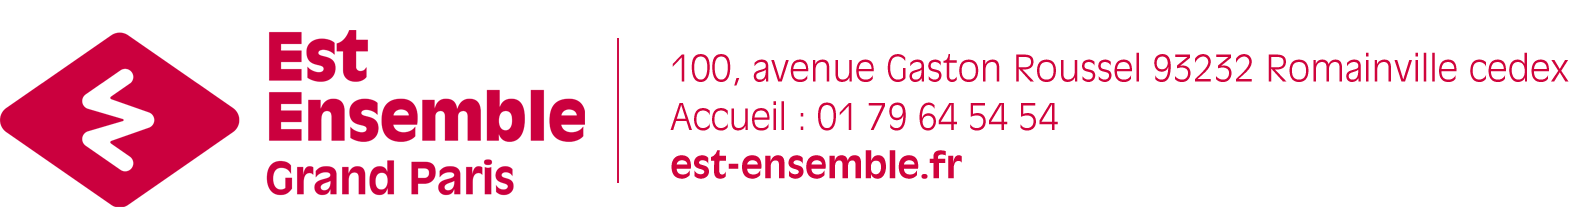 Est
Ensemble
Grand Paris
100, avenue Gaston Roussel 93232 Romainville cedex
Accueil : 01 79 64 54 54
est-ensemble.fr